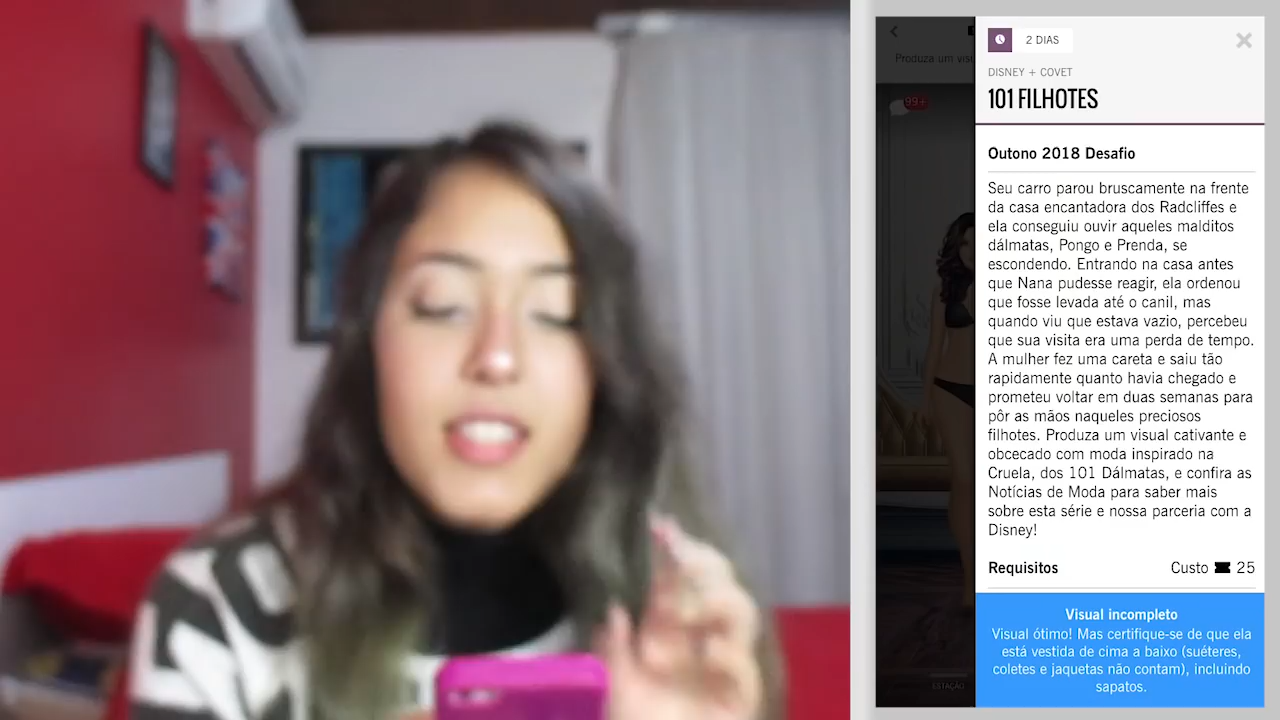 2 DIAS
DISNEY + COVET
101 FILHOTES
Produza um
99+
Outono 2018 Desafio
Seu carro parou bruscamente na frente
da casa encantadora dos Radcliffes e
ela conseguiu ouvir aqueles malditos
dálmatas, Pongo e Prenda, se
escondendo. Entrando na casa antes
que Nana pudesse reagir, ela ordenou
que fosse levada até o canil, mas
quando viu que estava vazio, percebeu
que sua visita era uma perda de tempo.
A mulher fez uma careta e saiu tão
rapidamente quanto havia chegado e
prometeu voltar em duas semanas para
pôr as mãos naqueles preciosos
filhotes. Produza um visual cativante e
obcecado com moda inspirado na
Cruela, dos 101 Dálmatas, e confira as
Notícias de Moda para saber mais
sobre esta série e nossa parceria com a
Disney!
Requisitos Custo 25
Visual incompleto
Visual ótimo! Mas certifique-se de que ela
está vestida de cima a baixo (suéteres,
coletes e jaquetas não contam), incluindo
sapatos.
ESTAÇÃO